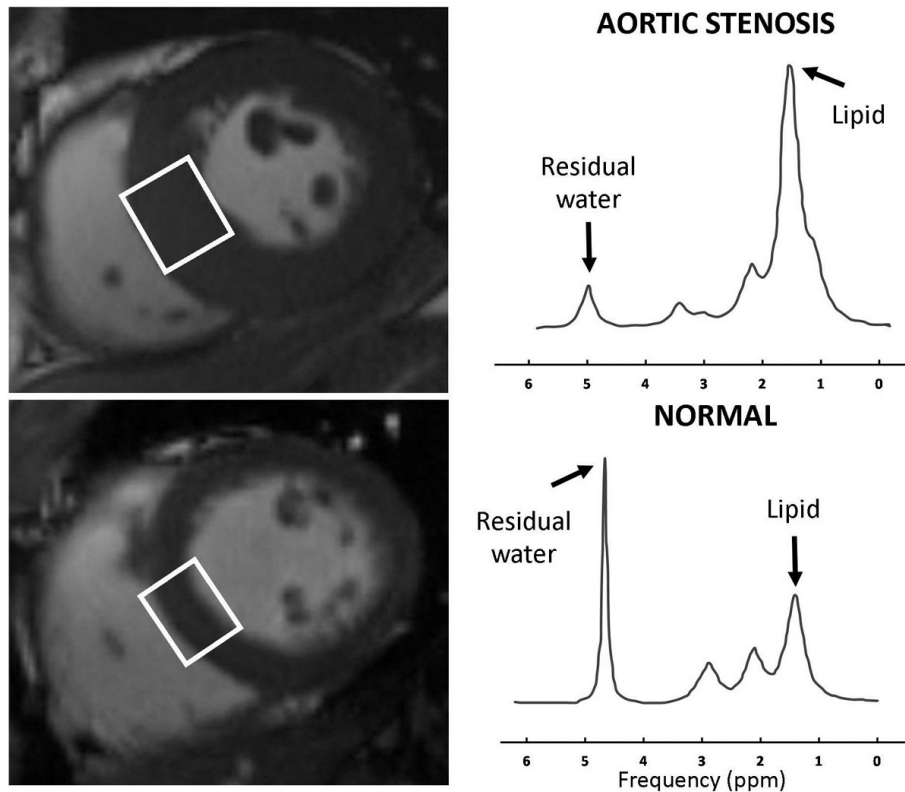 AORTIC STENOSIS
Lipid
Residual
water
6 5 4 3 2 1 0
NORMAL
Residual
water
Lipid
6 5 4 3 2 1 0
Frequency (ppm)